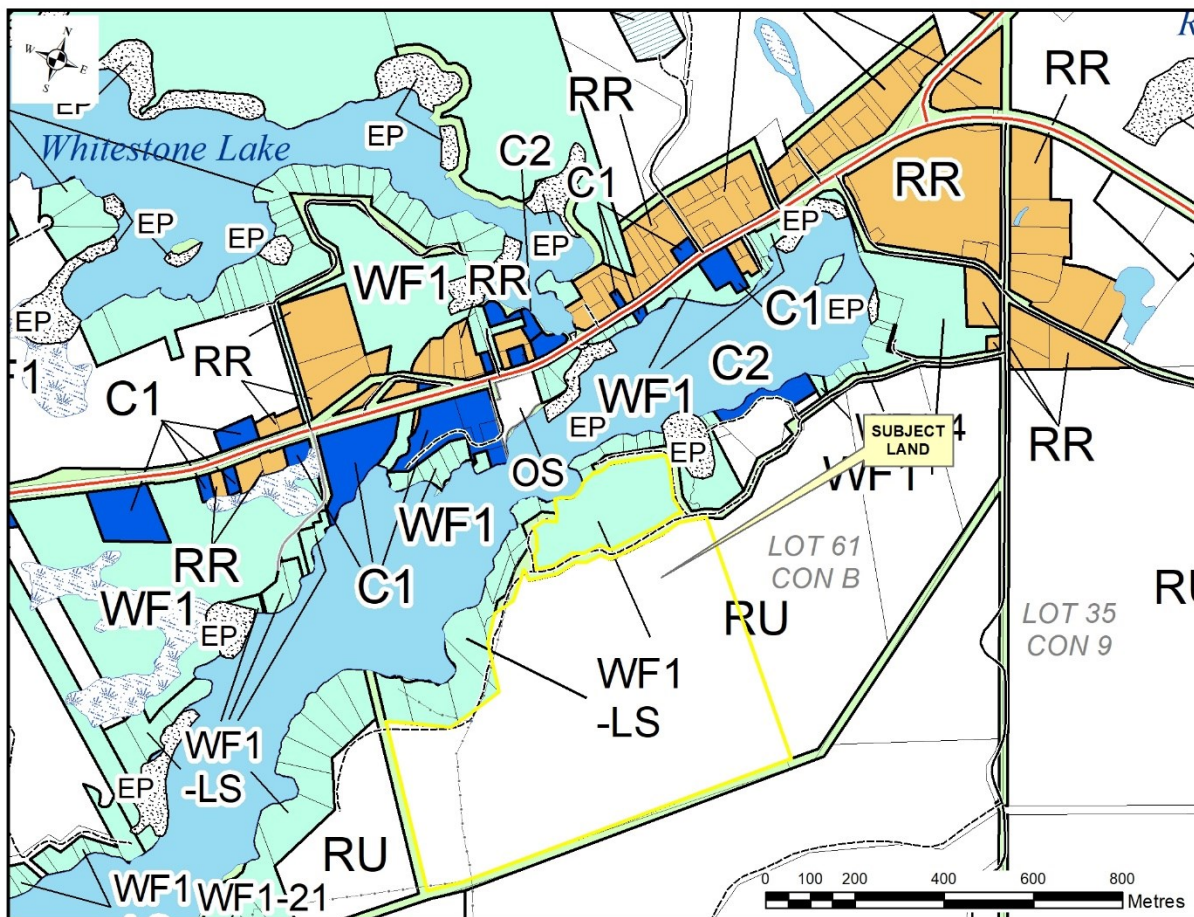 N
W
E
S
R
RR
RR
EP
EP
Whitestone Lake
C2
C1
RR
EP
EP
EP
EP
WF1
RR
EP
C1
EP
EP
RR
C2
F1
C1
WF1
EP
SUBJECT
LAND
4
EP
RR
OS
WF1
WF1
LOT 61
CON B
RR
C1
RU
LOT 35
CON 9
RU
WF1
EP
WF1
-LS
WF1
-LS
EP
RU
WF1
WF1-21
0 100 200 400 600 800
Metres